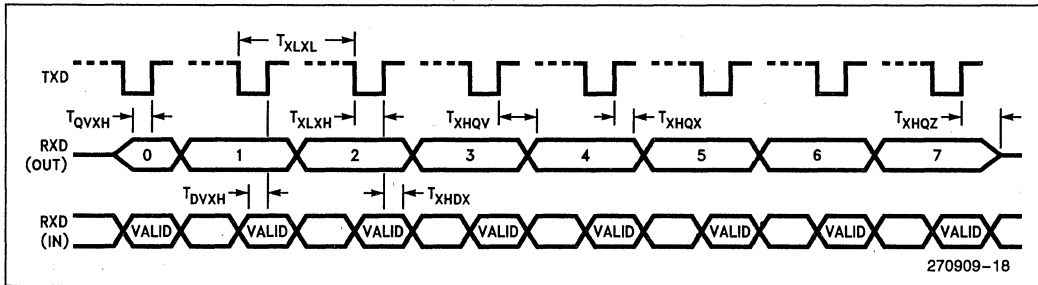 T_XLXL
TXD
T_QVXH T_XLXH T_XHQV T_XHQX T_XHQZ
RXD (OUT) 0 1 2 3 4 5 6 7
T_DVXH T_XHDX
RXD (IN) VALID VALID VALID VALID VALID VALID VALID VALID
270909-18